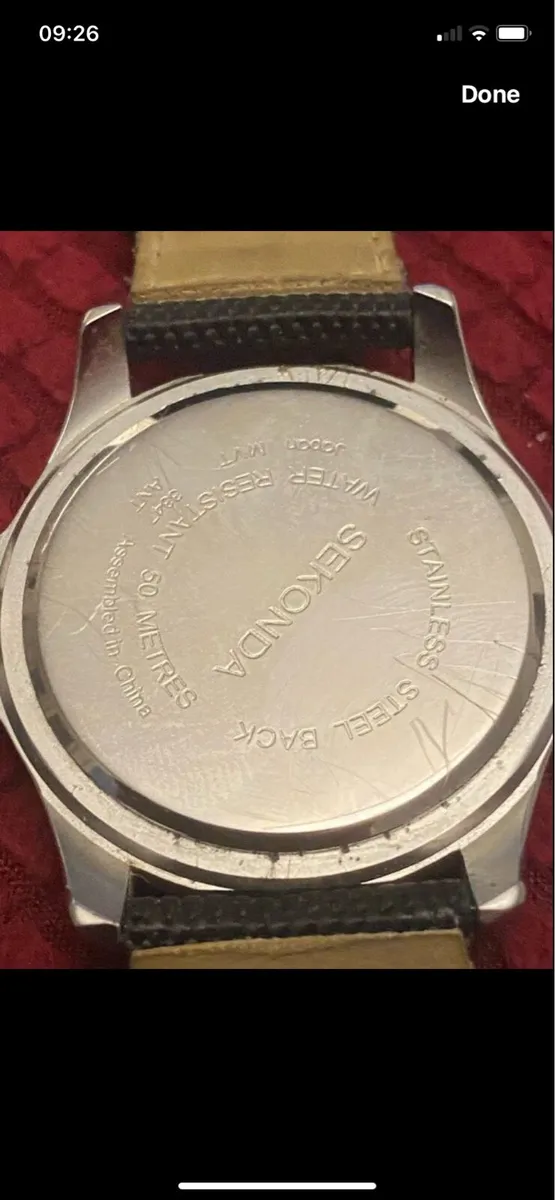 09:26
Done
STAINLESS STEEL BACK
SEKONDA
WATER RESISTANT 50 METRES
Japan MVT
Assembled in China